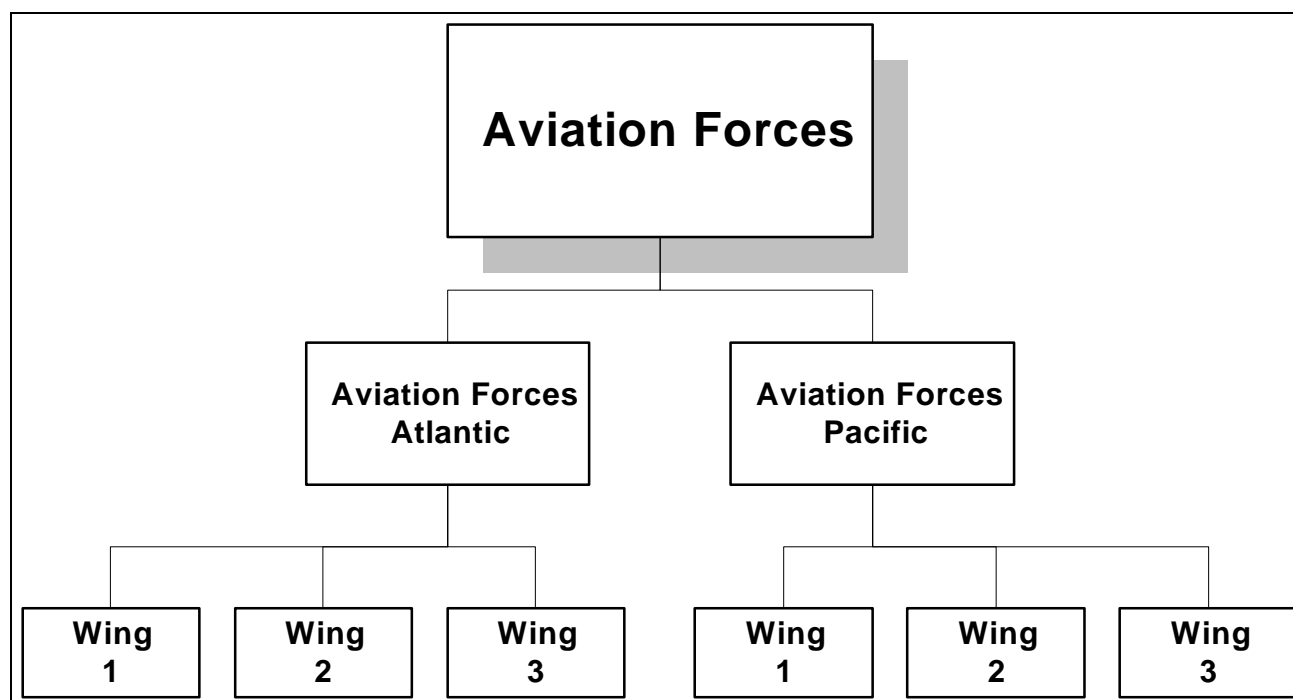 Aviation Forces
Aviation Forces
Atlantic
Aviation Forces
Pacific
Wing
1
Wing
2
Wing
3
Wing
1
Wing
2
Wing
3